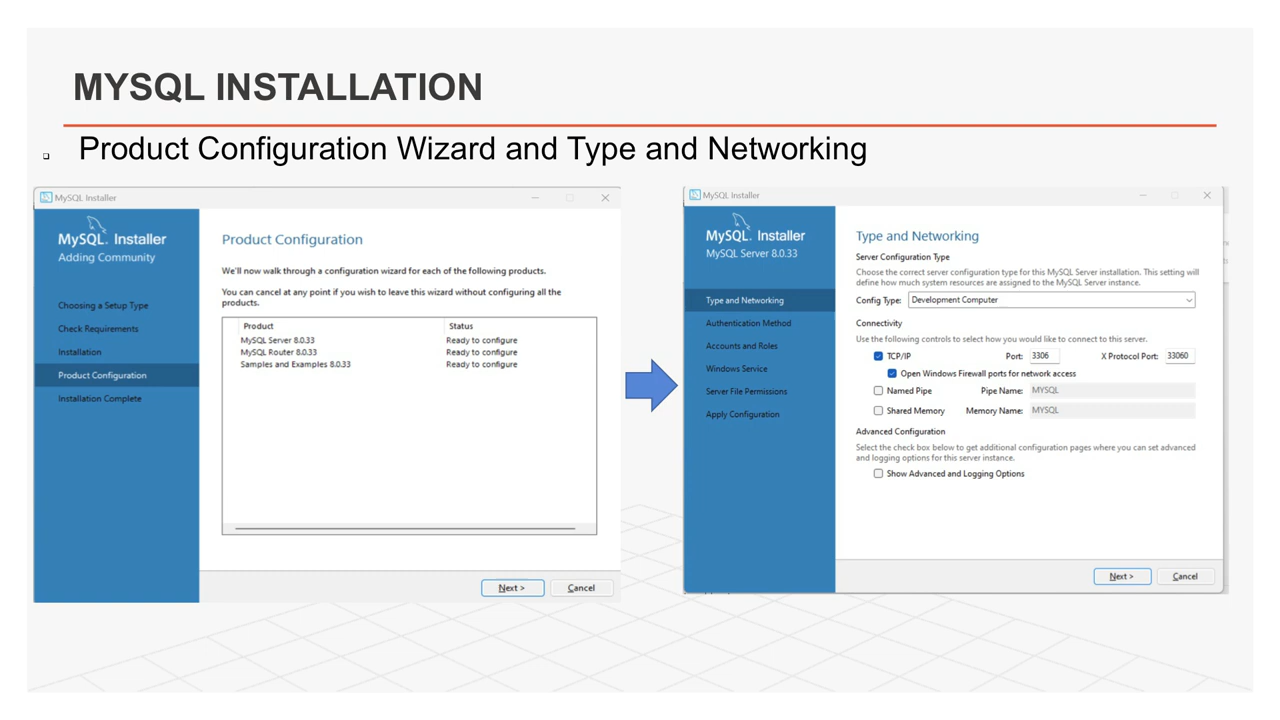 MYSQL INSTALLATION
Product Configuration Wizard and Type and Networking
MySQL Installer
MySQL. Installer
Adding Community
Choosing a Setup Type
Check Requirements
Installation
Product Configuration
Installation Complete
Product Configuration
We'll now walk through a configuration wizard for each of the following products.
You can cancel at any point if you wish to leave this wizard without configuring all the
products.
Product Status
MySQL Server 8.0.33 Ready to configure
MySQL Router 8.0.33 Ready to configure
Samples and Examples 8.0.33 Ready to configure
Next > Cancel
MySQL Installer
MySQL. Installer
MySQL Server 8.0.33
Type and Networking
Authentication Method
Accounts and Roles
Windows Service
Server File Permissions
Apply Configuration
Type and Networking
Server Configuration Type
Choose the correct server configuration type for this MySQL Server installation. This setting will
define how much system resources are assigned to the MySQL Server instance.
Config Type: Development Computer
Connectivity
Use the following controls to select how you would like to connect to this server.
TCP/IP Port: 3306 X Protocol Port: 33060
Open Windows Firewall ports for network access
Named Pipe Pipe Name: MYSQL
Shared Memory Memory Name: MYSQL
Advanced Configuration
Select the check box below to get additional configuration pages where you can set advanced
and logging options for this server instance.
Show Advanced and Logging Options
Next > Cancel